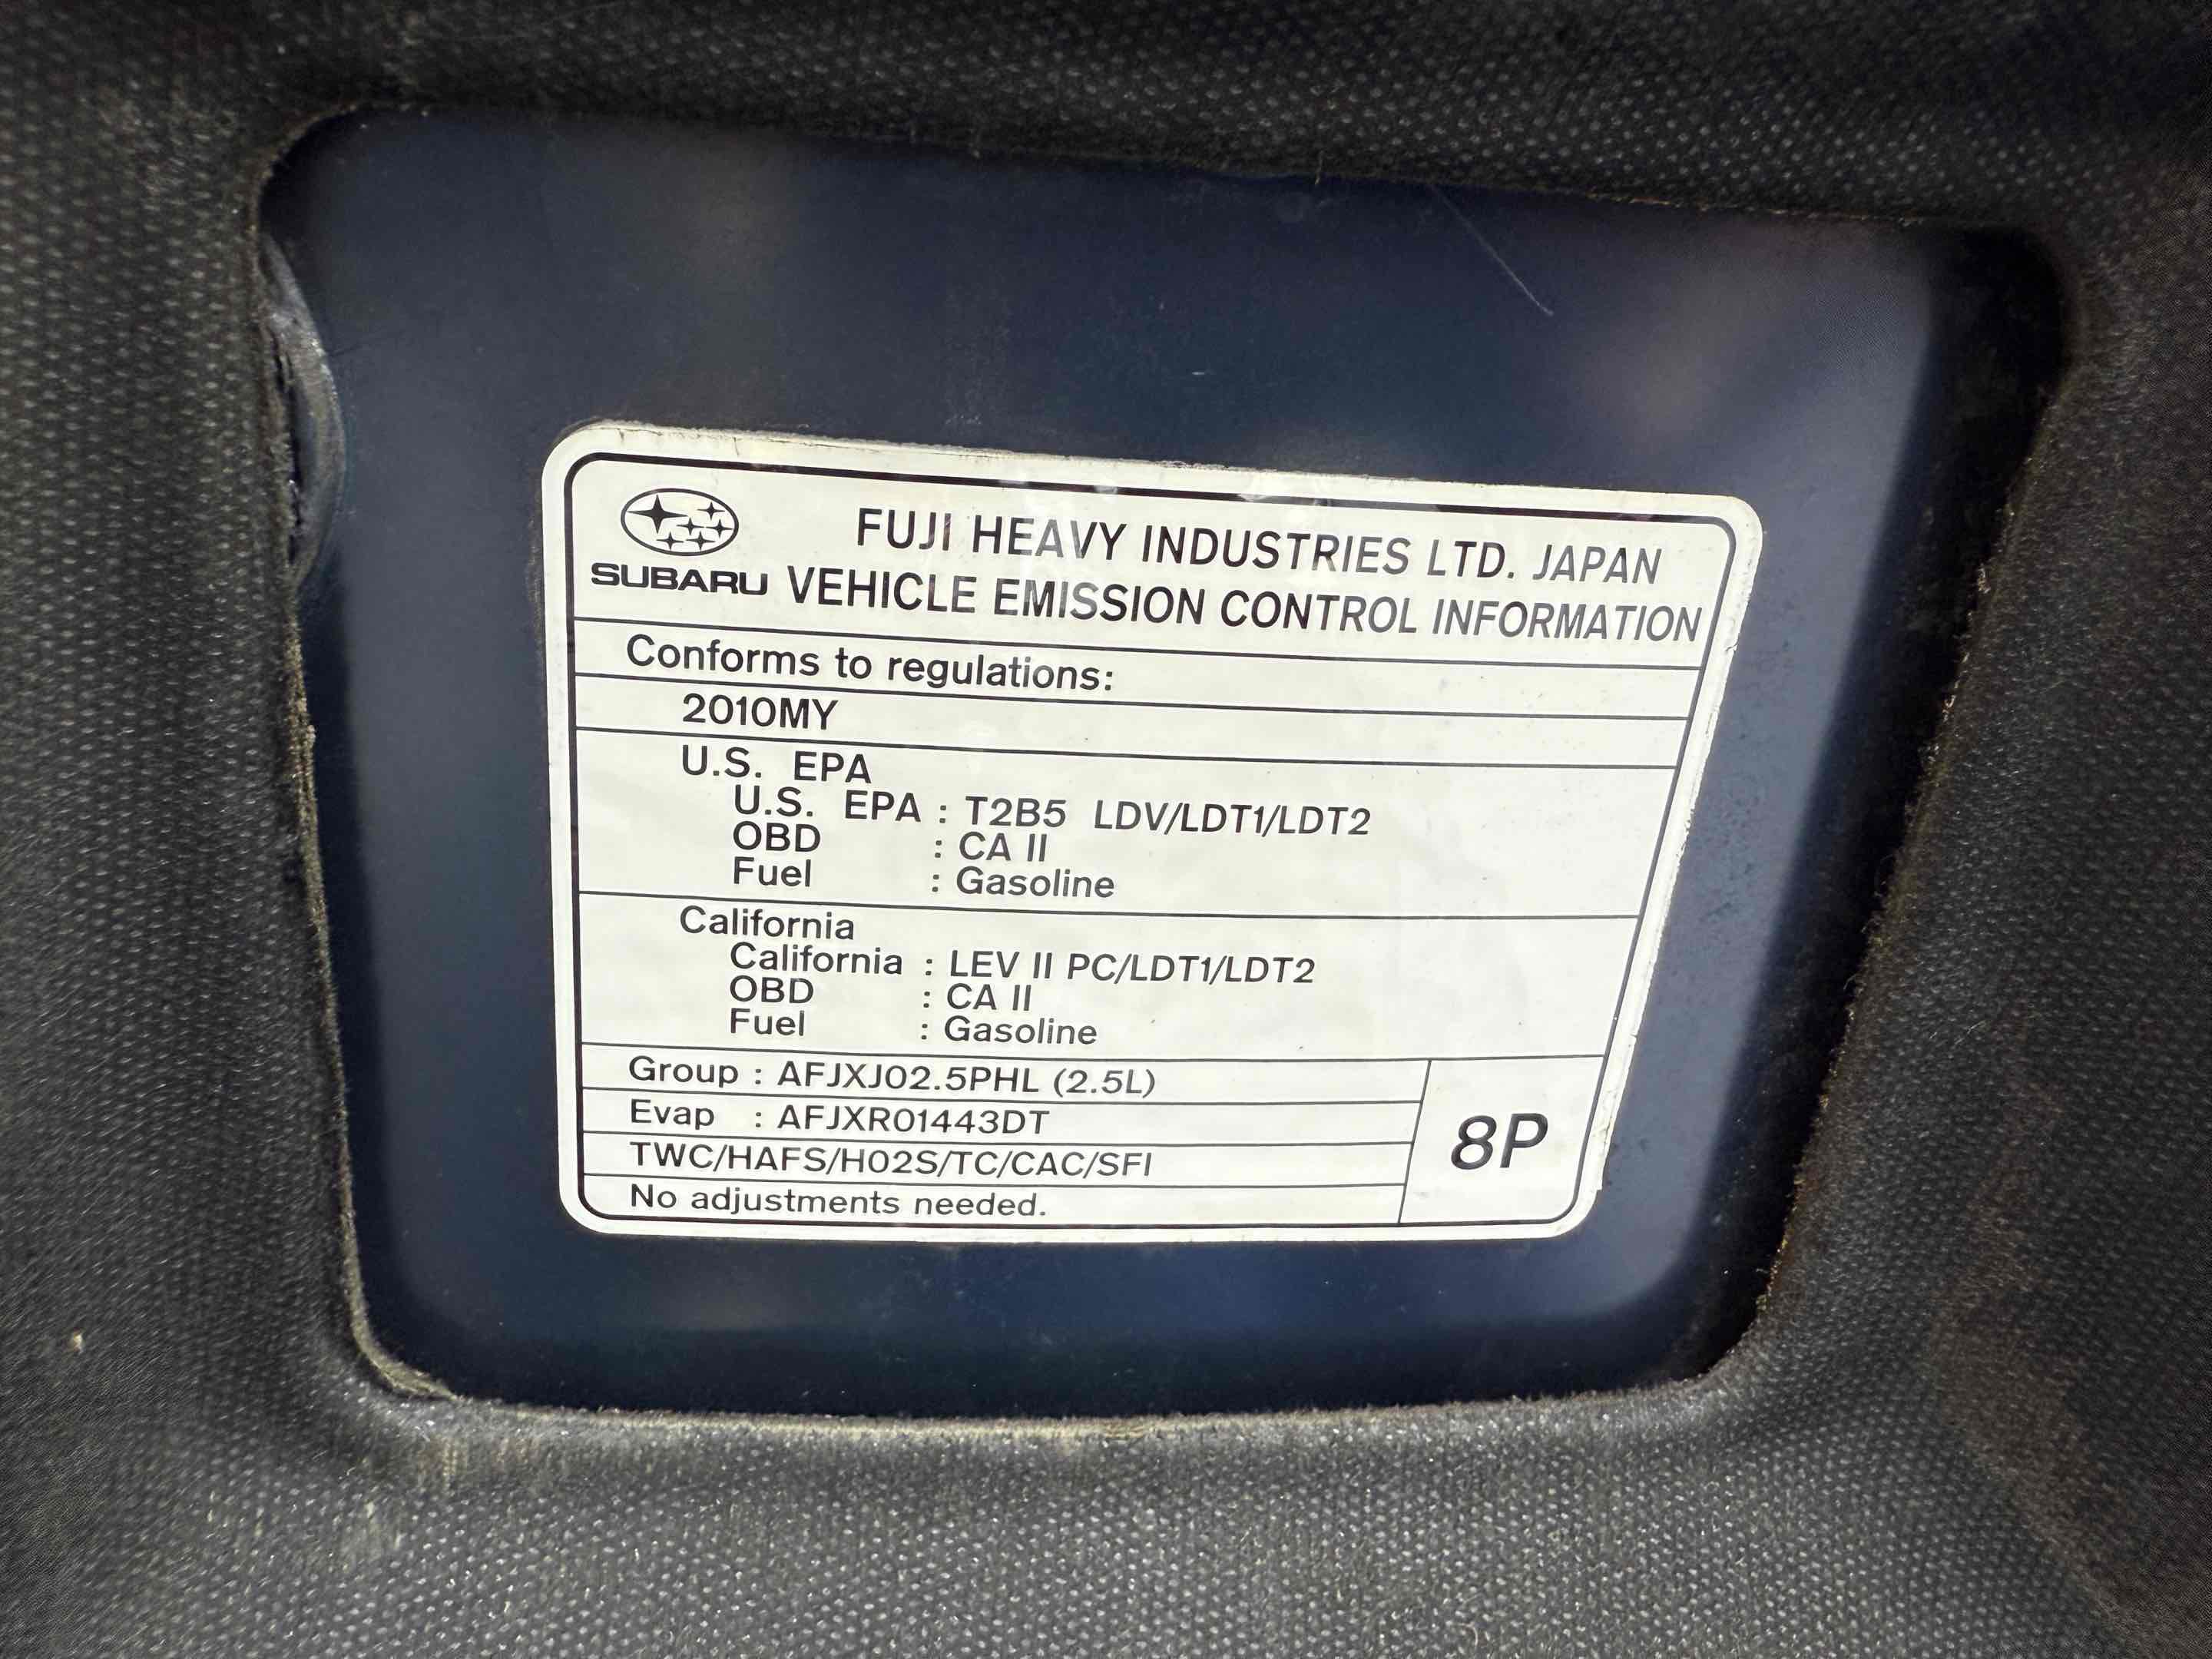 FUJI HEAVY INDUSTRIES LTD. JAPAN
SUBARU VEHICLE EMISSION CONTROL INFORMATION
Conforms to regulations:
2010MY
U.S. EPA
U.S. EPA : T2B5 LDV/LDT1/LDT2
OBD : CA II
Fuel : Gasoline
California
California : LEV II PC/LDT1/LDT2
OBD : CA II
Fuel : Gasoline
Group : AFJXJ02.5PHL (2.5L)
Evap : AFJXR01443DT
TWC/HAFS/HO2S/TC/CAC/SFI
No adjustments needed.
8P